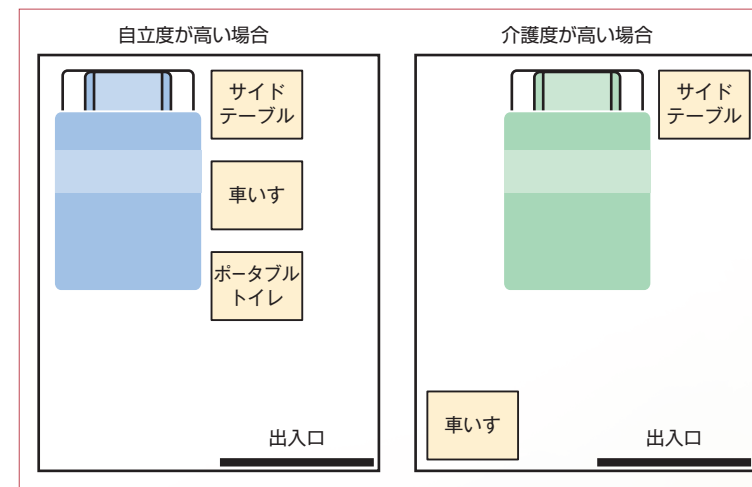 自立度が高い場合
サイド
テーブル
車いす
ポータブル
トイレ
出入口
介護度が高い場合
サイド
テーブル
車いす
出入口